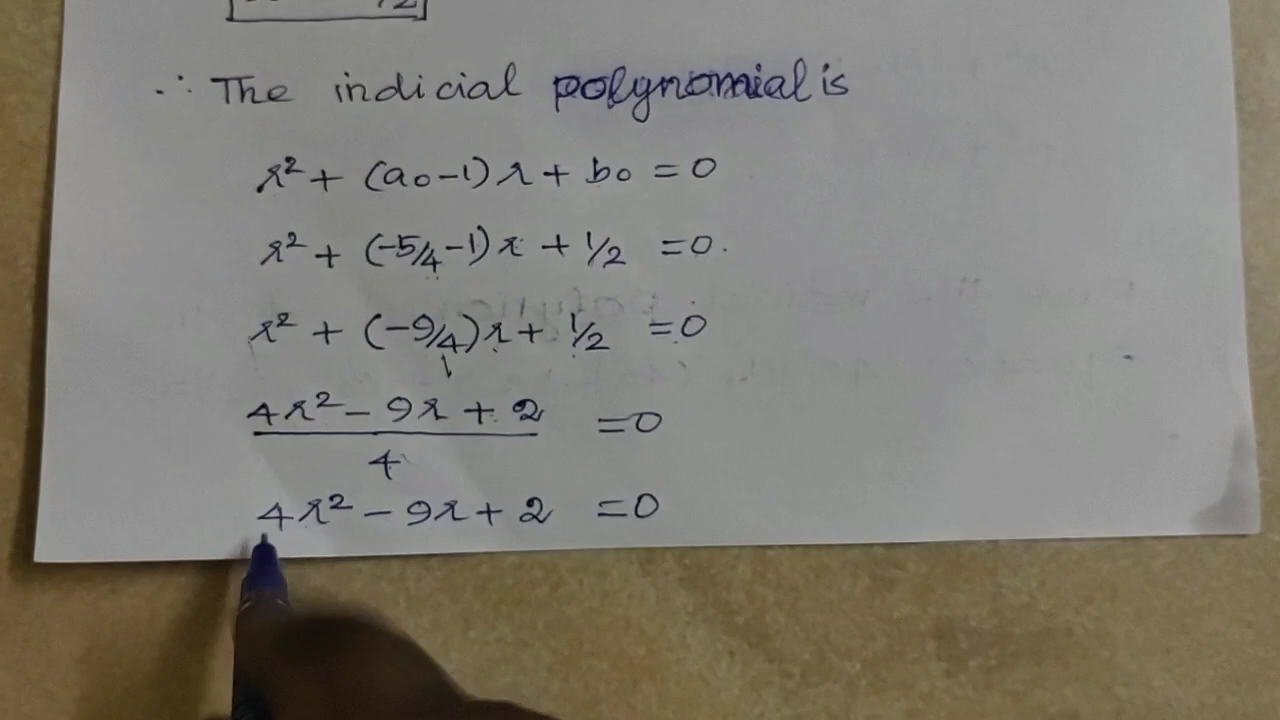 ∴ The indicial polynomial is
r² + (a₀-1) r + b₀ = 0
r² + (-5/4 -1) r + 1/2 = 0.
r² + (-9/4) r + 1/2 = 0
4r² - 9r + 2 = 0
4
4r² - 9r + 2 = 0